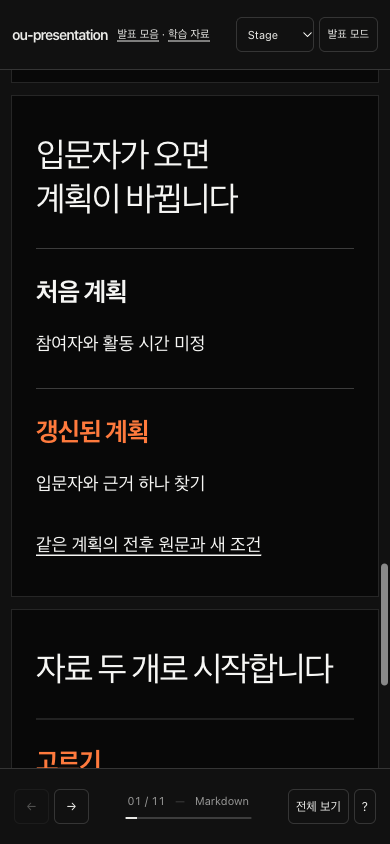 ou-presentation 발표 모음 · 학습 자료 Stage 발표 모드
입문자가 오면
계획이 바뀝니다
처음 계획
참여자와 활동 시간 미정
갱신된 계획
입문자와 근거 하나 찾기
같은 계획의 전후 원문과 새 조건
자료 두 개로 시작합니다
고르기
← → 01 / 11 — Markdown 전체 보기 ?